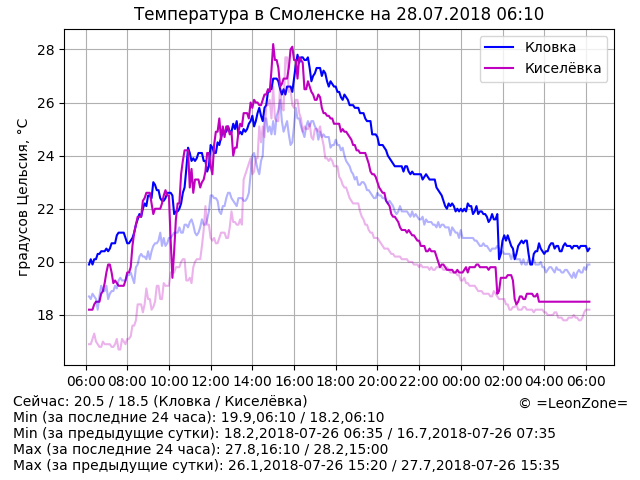 Температура в Смоленске на 28.07.2018 06:10
Кловка
Киселёвка
градусов Цельсия, °C
28
26
24
22
20
18
06:00 08:00 10:00 12:00 14:00 16:00 18:00 20:00 22:00 00:00 02:00 04:00 06:00
Сейчас: 20.5 / 18.5 (Кловка / Киселёвка)
© =LeonZone=
Min (за последние 24 часа): 19.9,06:10 / 18.2,06:10
Min (за предыдущие сутки): 18.2,2018-07-26 06:35 / 16.7,2018-07-26 07:35
Max (за последние 24 часа): 27.8,16:10 / 28.2,15:00
Max (за предыдущие сутки): 26.1,2018-07-26 15:20 / 27.7,2018-07-26 15:35